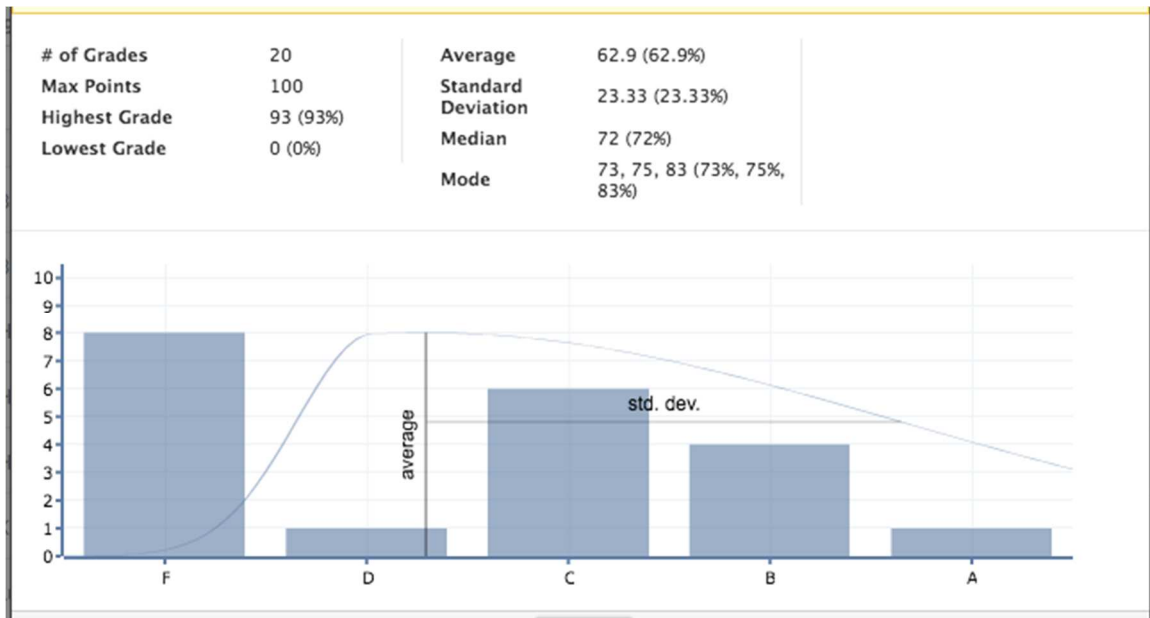 # of Grades 20
Max Points 100
Highest Grade 93 (93%)
Lowest Grade 0 (0%)
Average 62.9 (62.9%)
Standard
Deviation
23.33 (23.33%)
Median 72 (72%)
Mode
73, 75, 83 (73%, 75%,
83%)
10
9
8
7
6
5
4
3
2
1
0
average
std. dev.
F D C B A